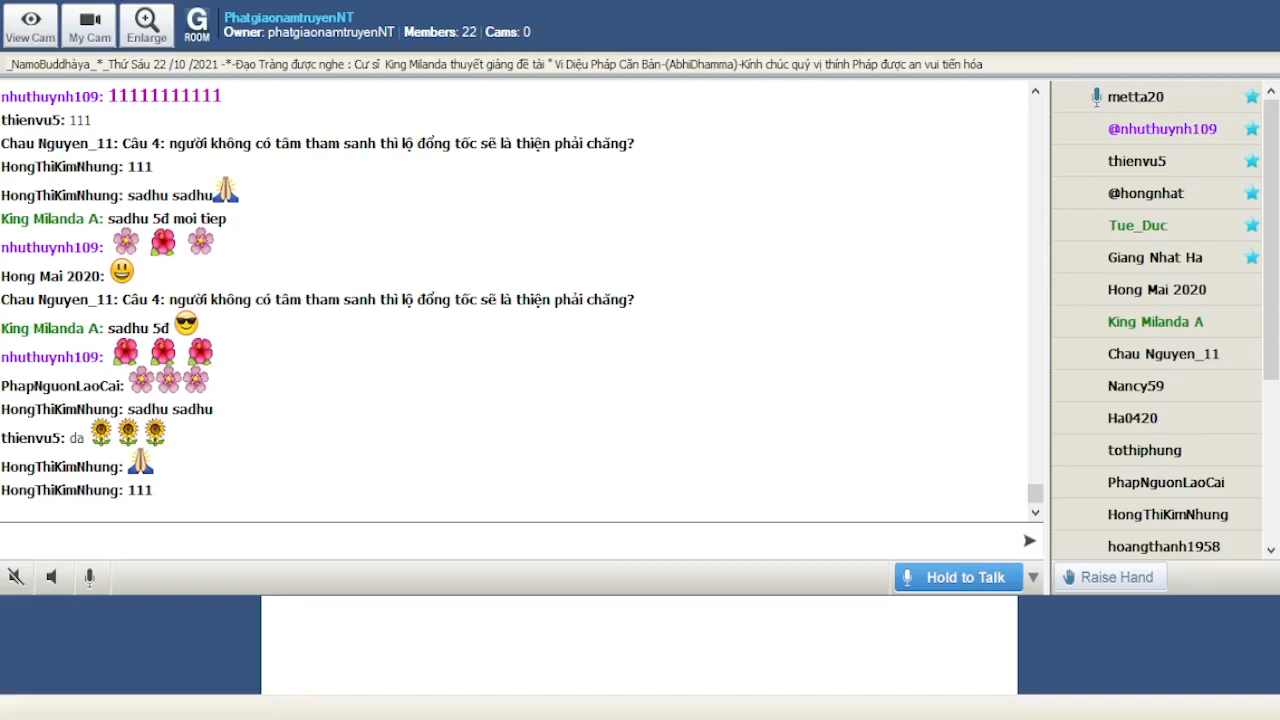 PhatgiaonamtruyenNT
Owner: phatgiaonamtruyenNT | Members: 22 | Cams: 0
View Cam
My Cam
Enlarge
G
ROOM
_NamoBuddhàya_*_Thứ Sáu 22 /10 /2021 -*-Đạo Tràng được nghe : Cư sĩ King Milanda thuyết giảng đề tài " Vi Diệu Pháp Căn Bản-(AbhiDhamma)-Kính chúc quý vị thính Pháp được an vui tiến hóa
nhuthuynh109: 11111111111
thienvu5: 111
Chau Nguyen_11: Câu 4: người không có tâm tham sanh thì lộ đổng tốc sẽ là thiện phải chăng?
HongThiKimNhung: 111
HongThiKimNhung: sadhu sadhu🙏
King Milanda A: sadhu 5đ moi tiep
nhuthuynh109: 🌸 🌺 🌸
Hong Mai 2020: 😃
Chau Nguyen_11: Câu 4: người không có tâm tham sanh thì lộ đổng tốc sẽ là thiện phải chăng?
King Milanda A: sadhu 5đ 😎
nhuthuynh109: 🌺 🌺 🌺
PhapNguonLaoCai: 🌸🌸🌸
HongThiKimNhung: sadhu sadhu
thienvu5: da 🌻🌻🌻
HongThiKimNhung: 🙏
HongThiKimNhung: 111
metta20
@nhuthuynh109
thienvu5
@hongnhat
Tue_Duc
Giang Nhat Ha
Hong Mai 2020
King Milanda A
Chau Nguyen_11
Nancy59
Ha0420
tothiphung
PhapNguonLaoCai
HongThiKimNhung
hoangthanh1958
Hold to Talk
Raise Hand